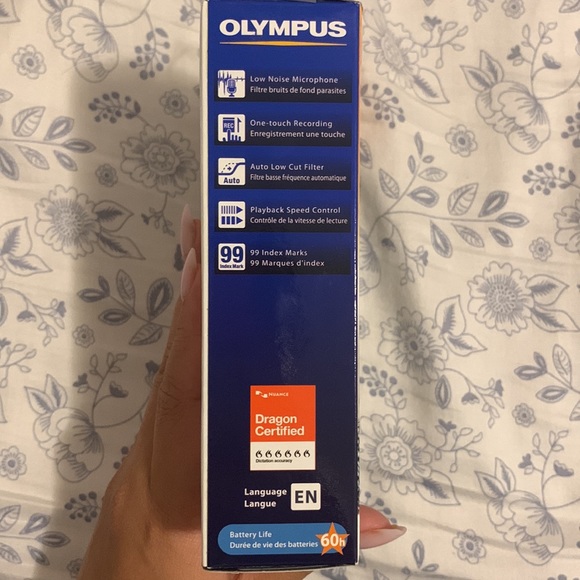 OLYMPUS
Low Noise Microphone
Filtre bruits de fond parasites
REC
One-touch Recording
Enregistrement une touche
Auto
Auto Low Cut Filter
Filtre basse fréquence automatique
Playback Speed Control
Contrôle de la vitesse de lecture
99
Index Mark
99 Index Marks
99 Marques d'index
NUANCE
Dragon
Certified
Dictation accuracy
Language
Langue
EN
Battery Life
Durée de vie des batteries
60h